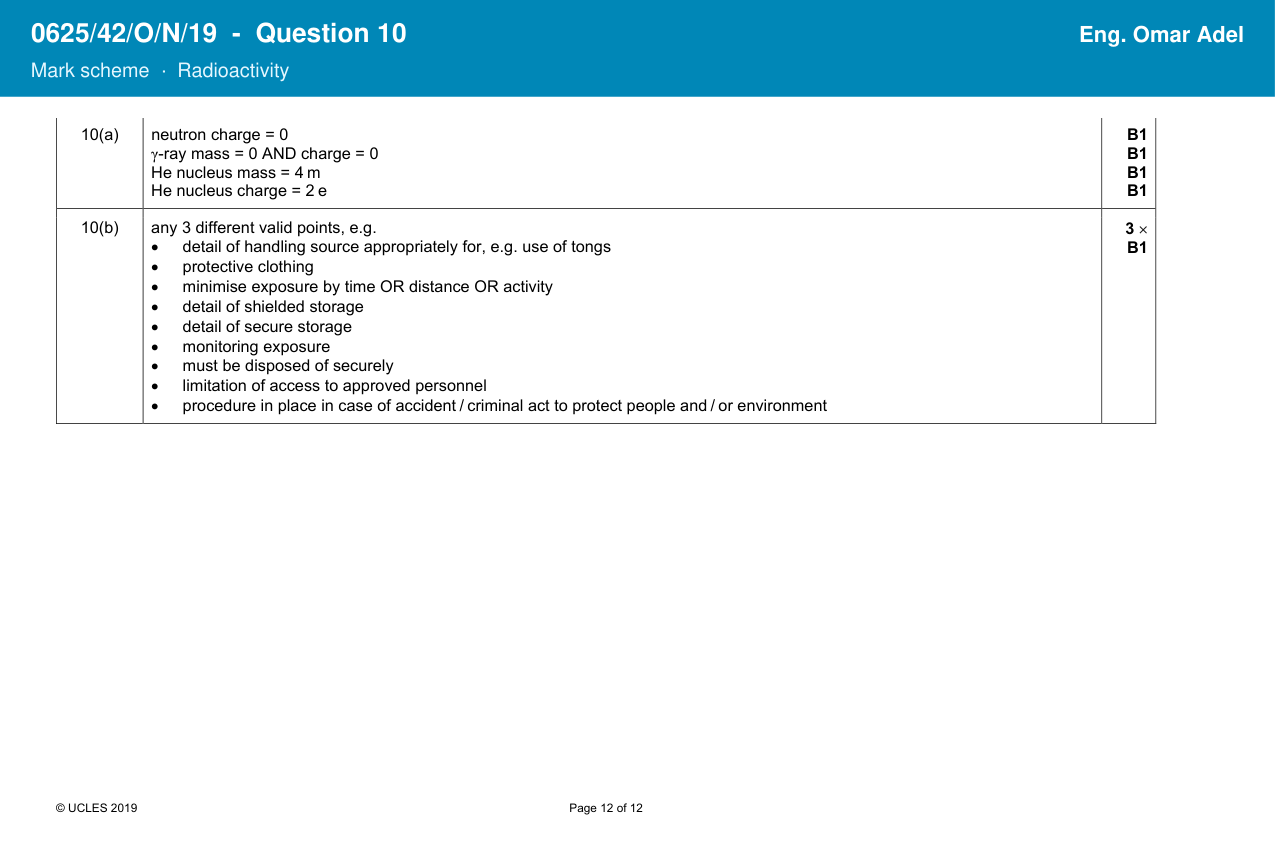 0625/42/O/N/19 - Question 10
Eng. Omar Adel
Mark scheme · Radioactivity
10(a) neutron charge = 0 B1
γ-ray mass = 0 AND charge = 0 B1
He nucleus mass = 4 m B1
He nucleus charge = 2 e B1
10(b) any 3 different valid points, e.g. 3 ×
• detail of handling source appropriately for, e.g. use of tongs B1
• protective clothing
• minimise exposure by time OR distance OR activity
• detail of shielded storage
• detail of secure storage
• monitoring exposure
• must be disposed of securely
• limitation of access to approved personnel
• procedure in place in case of accident / criminal act to protect people and / or environment
© UCLES 2019 Page 12 of 12